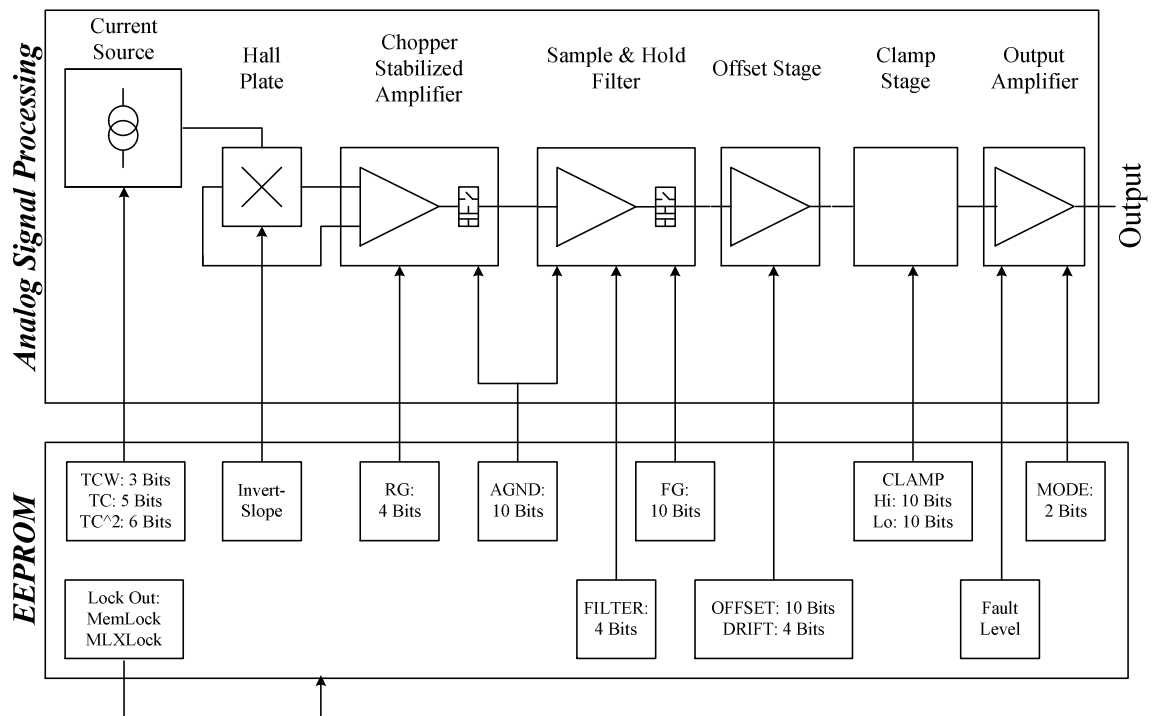 Analog Signal Processing
Current
Source
Hall
Plate
Chopper
Stabilized
Amplifier
Sample & Hold
Filter
Offset Stage
Clamp
Stage
Output
Amplifier
Output
EEPROM
TCW: 3 Bits
TC: 5 Bits
TC^2: 6 Bits
Invert-
Slope
RG:
4 Bits
AGND:
10 Bits
FG:
10 Bits
CLAMP
Hi: 10 Bits
Lo: 10 Bits
MODE:
2 Bits
Lock Out:
MemLock
MLXLock
FILTER:
4 Bits
OFFSET: 10 Bits
DRIFT: 4 Bits
Fault
Level